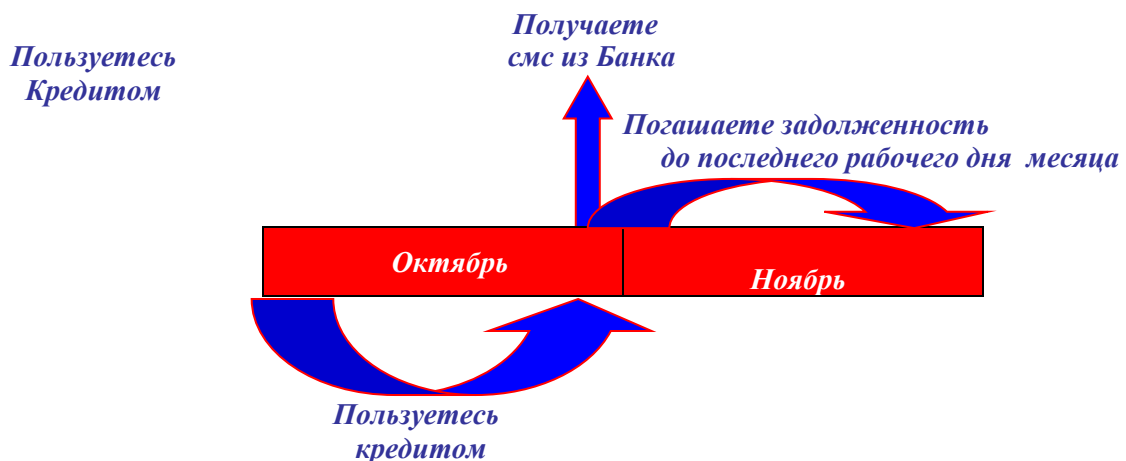 Пользуетесь
Кредитом
Получаете
смс из Банка
Погашаете задолженность
до последнего рабочего дня месяца
Октябрь
Ноябрь
Пользуетесь
кредитом